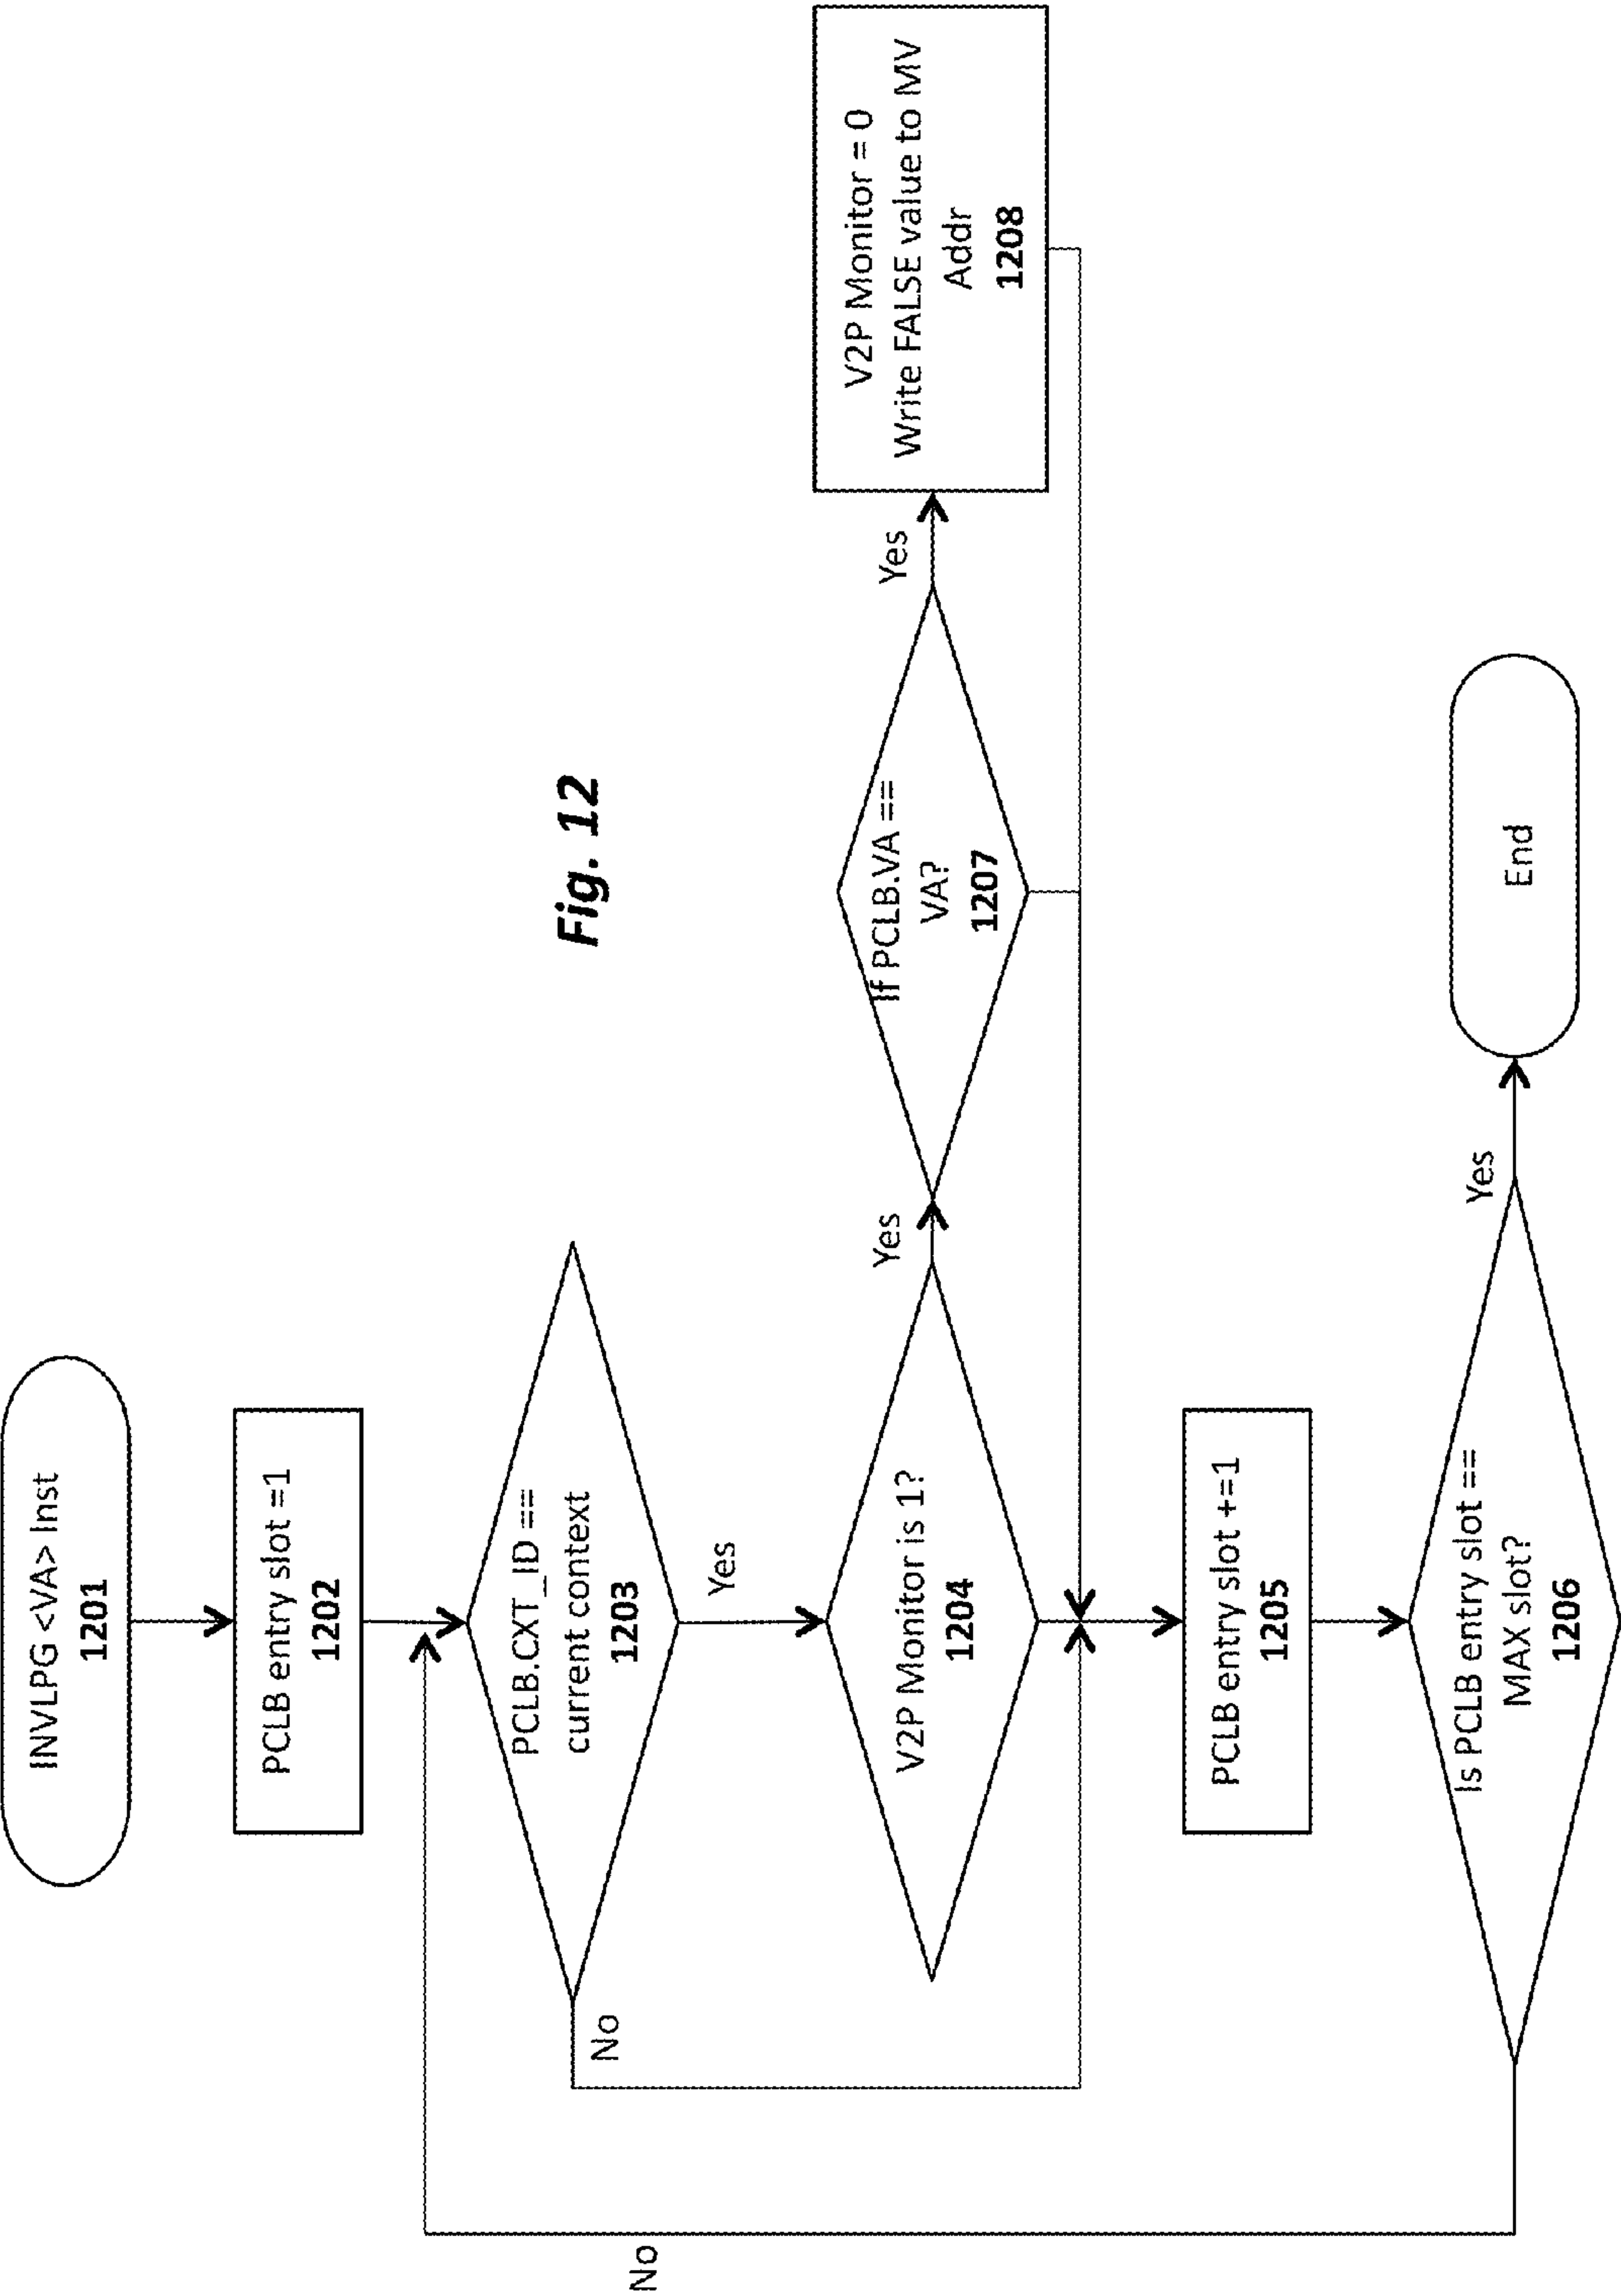 INVLPG <VA> Inst
1201
PCLB entry slot =1
1202
PCLB.CXT_ID ==
current context
1203
No
Yes
V2P Monitor is 1?
1204
Yes
If PCLB.VA ==
VA?
1207
Yes
V2P Monitor = 0
Write FALSE value to MV
Addr
1208
PCLB entry slot +=1
1205
Is PCLB entry slot ==
MAX slot?
1206
No
Yes
End
Fig. 12